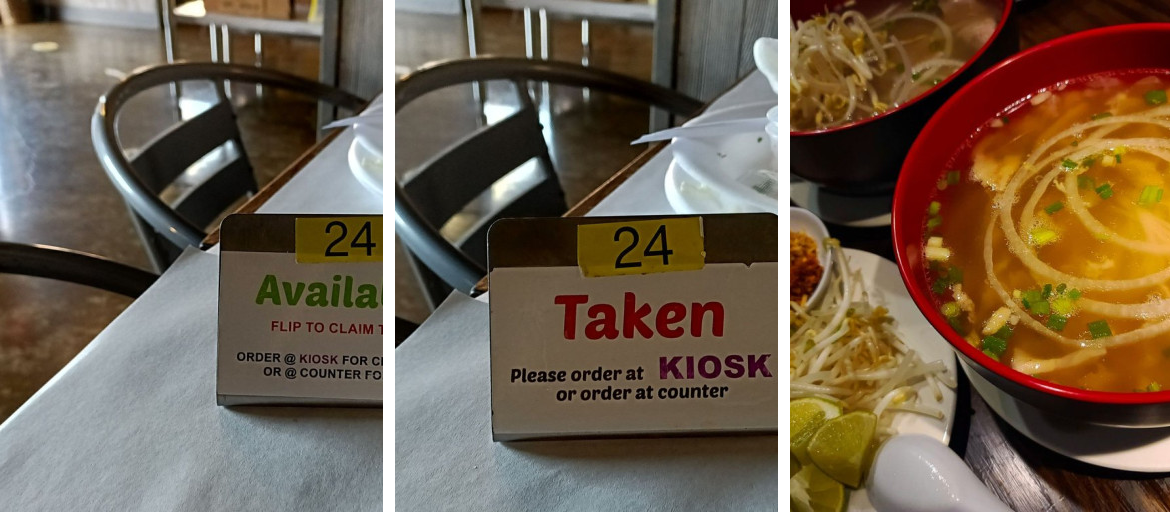 24
Availa
FLIP TO CLAIM T
ORDER @ KIOSK FOR C
OR @ COUNTER FO
24
Taken
Please order at KIOSK
or order at counter